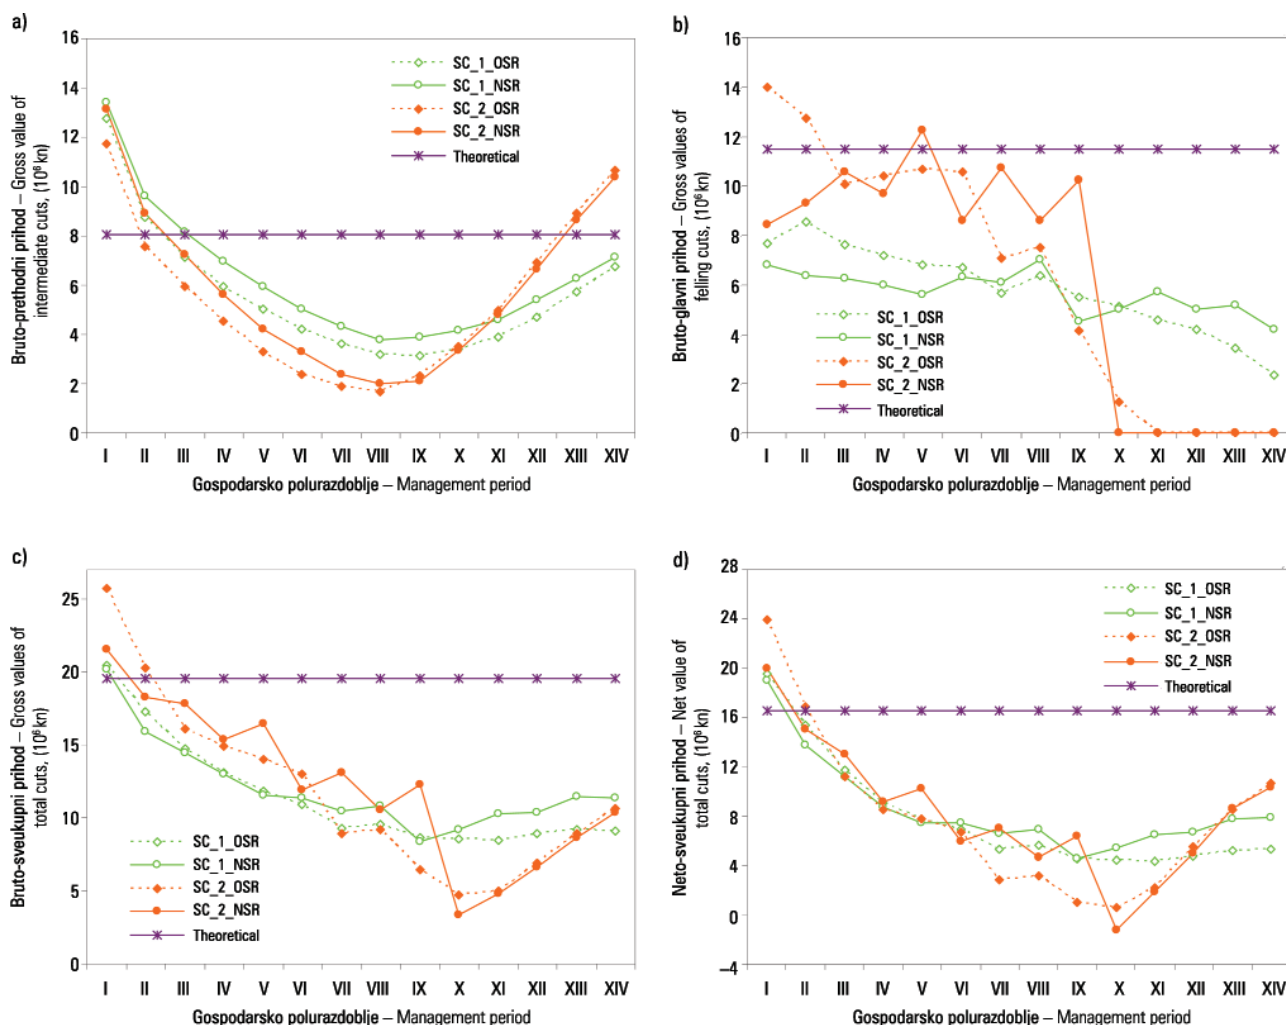 a)
16
14
12
10
8
6
4
2
0
Bruto-prethodni prihod – Gross value of
intermediate cuts, (10⁶ kn)
SC_1_OSR
SC_1_NSR
SC_2_OSR
SC_2_NSR
Theoretical
I II III IV V VI VII VIII IX X XI XII XIII XIV
Gospodarsko polurazdoblje – Management period
b)
16
14
12
10
8
6
4
2
0
Bruto-glavni prihod – Gross values of
felling cuts, (10⁶ kn)
SC_1_OSR
SC_1_NSR
SC_2_OSR
SC_2_NSR
Theoretical
I II III IV V VI VII VIII IX X XI XII XIII XIV
Gospodarsko polurazdoblje – Management period
c)
25
20
15
10
5
0
Bruto-sveukupni prihod – Gross values of
total cuts, (10⁶ kn)
SC_1_OSR
SC_1_NSR
SC_2_OSR
SC_2_NSR
Theoretical
I II III IV V VI VII VIII IX X XI XII XIII XIV
Gospodarsko polurazdoblje – Management period
d)
28
24
20
16
12
8
4
0
–4
Neto-sveukupni prihod – Net value of
total cuts, (10⁶ kn)
SC_1_OSR
SC_1_NSR
SC_2_OSR
SC_2_NSR
Theoretical
I II III IV V VI VII VIII IX X XI XII XIII XIV
Gospodarsko polurazdoblje – Management period